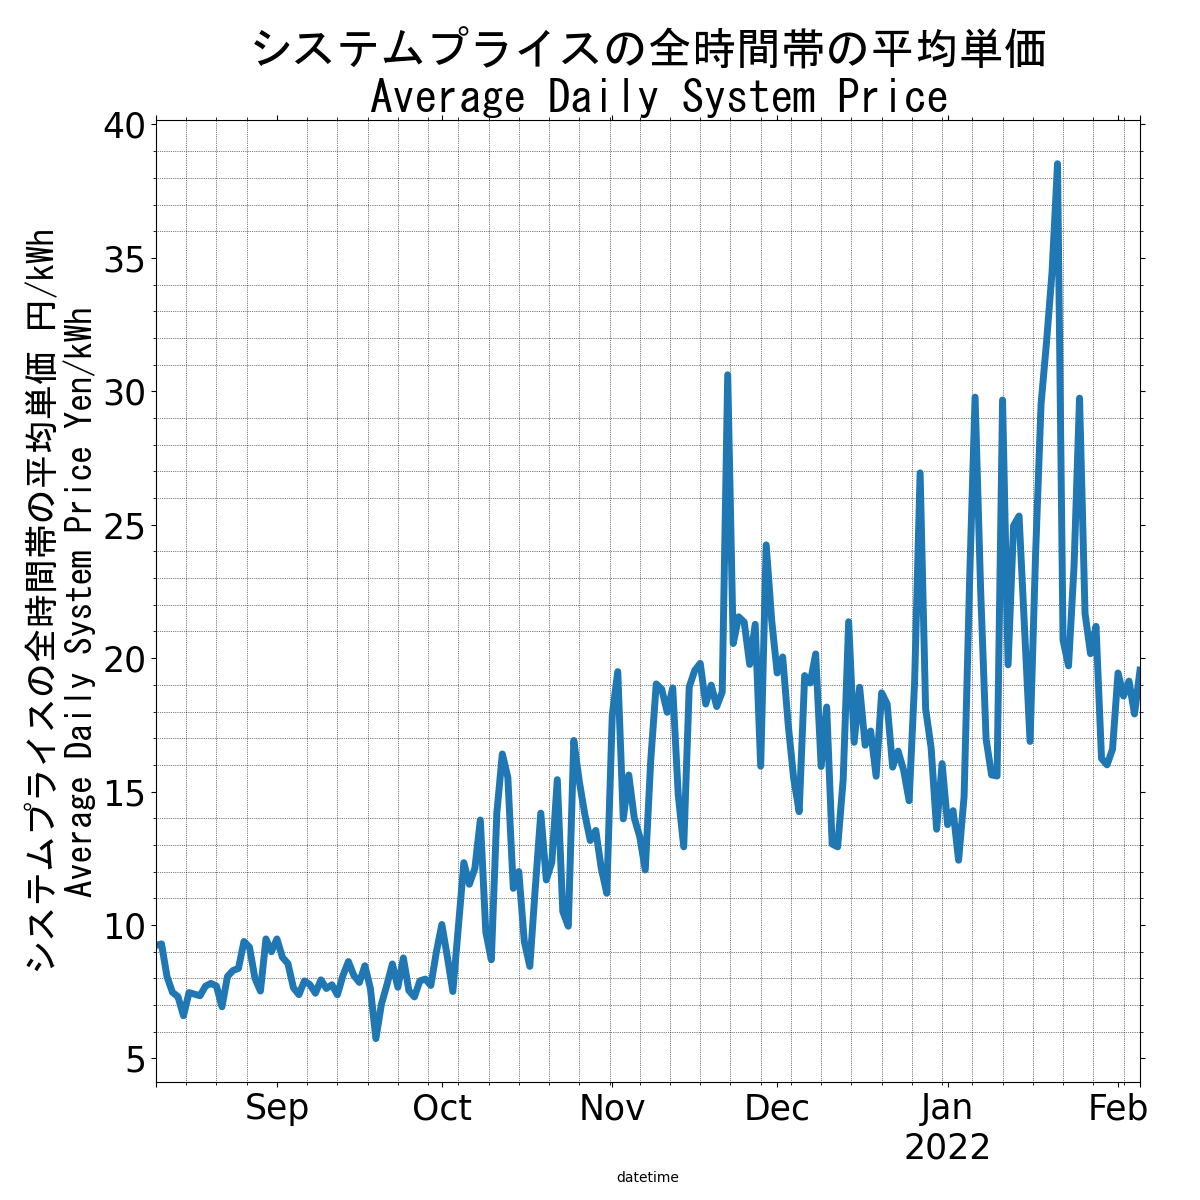 システムプライスの全時間帯の平均単価
Average Daily System Price
システムプライスの全時間帯の平均単価 円/kWh
Average Daily System Price Yen/kWh
40
35
30
25
20
15
10
5
Sep
Oct
Nov
Dec
Jan
2022
Feb
datetime